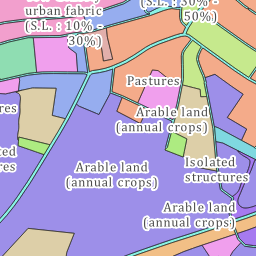 urban fabric
(S.L. : 10% -
30%)
(S.L. : 30% -
50%)
Pastures
Arable land
(annual crops)
Arable land
(annual crops)
Isolated
structures
Arable land
(annual crops)